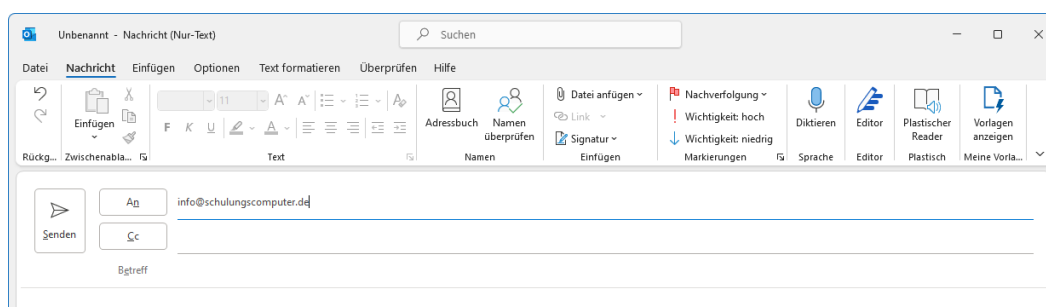 Unbenannt - Nachricht (Nur-Text)
Suchen
Datei Nachricht Einfügen Optionen Text formatieren Überprüfen Hilfe
Einfügen
11
F K U
A
Adressbuch
Namen überprüfen
Datei anfügen
Link
Signatur
Nachverfolgung
Wichtigkeit: hoch
Wichtigkeit: niedrig
Diktieren
Editor
Plastischer Reader
Vorlagen anzeigen
Rückg... Zwischenabla... Text Namen Einfügen Markierungen Sprache Editor Plastisch Meine Vorla...
Senden
An info@schulungscomputer.de
Cc
Betreff